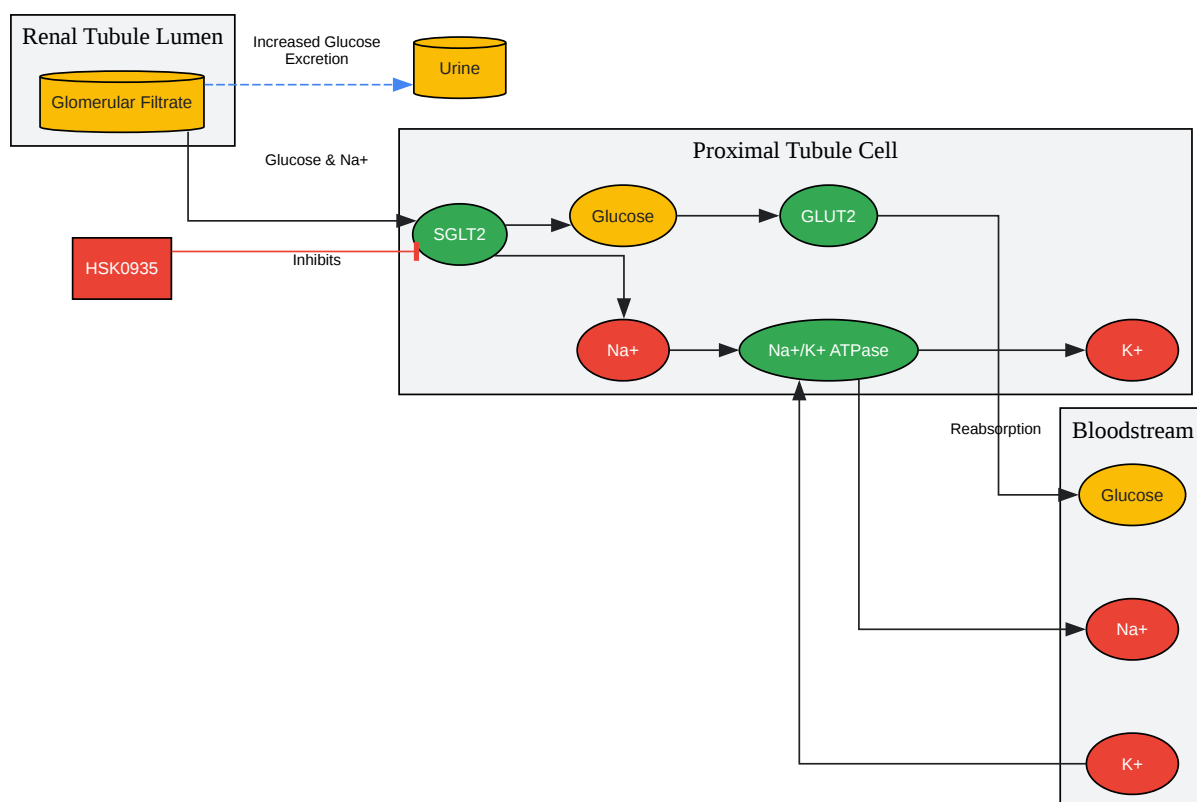 Renal Tubule Lumen
Glomerular Filtrate
Increased Glucose
Excretion
Urine
Glucose & Na+
Proximal Tubule Cell
SGLT2
Glucose
GLUT2
HSK0935
Inhibits
Na+
Na+/K+ ATPase
K+
Reabsorption
Bloodstream
Glucose
Na+
K+